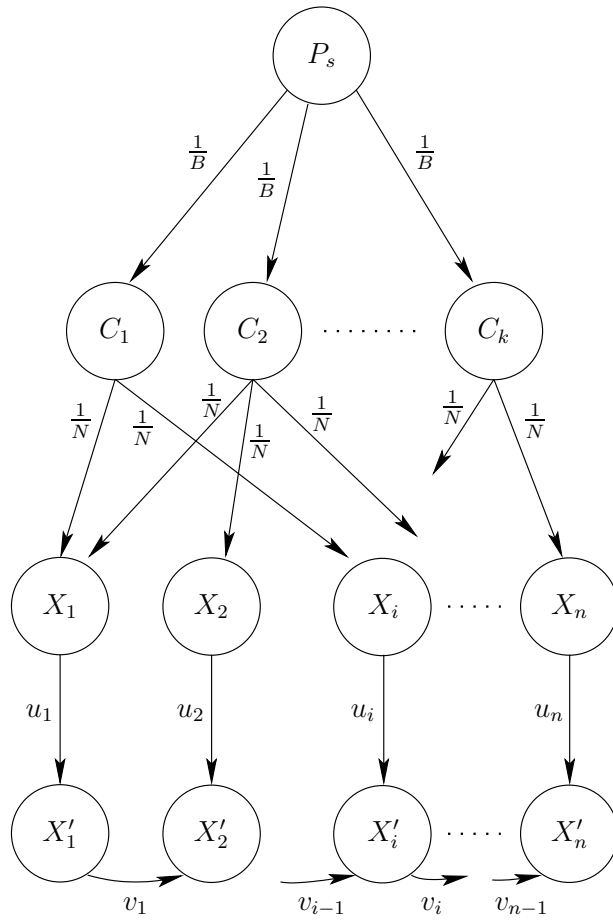 P_s
1/B 1/B 1/B
C_1 C_2 ........ C_k
1/N 1/N 1/N 1/N 1/N 1/N 1/N
X_1 X_2 X_i ..... X_n
u_1 u_2 u_i u_n
X'_1 X'_2 X'_i ...... X'_n
v_1 v_{i-1} v_i v_{n-1}